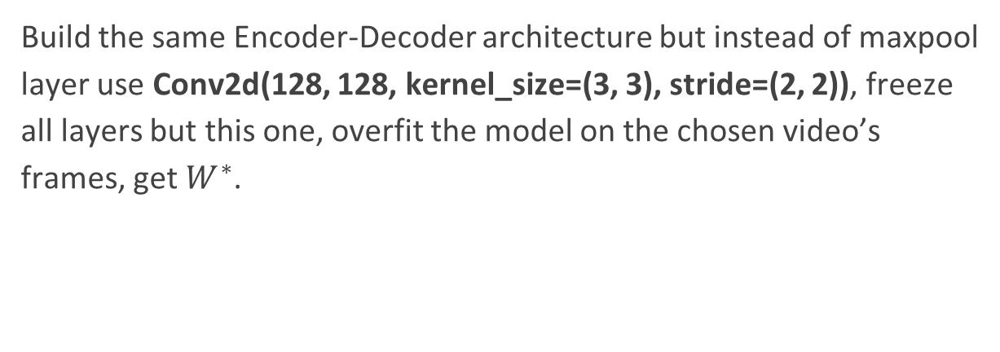 Build the same Encoder-Decoder architecture but instead of maxpool
layer use Conv2d(128, 128, kernel_size=(3, 3), stride=(2, 2)), freeze
all layers but this one, overfit the model on the chosen video’s
frames, get W*.